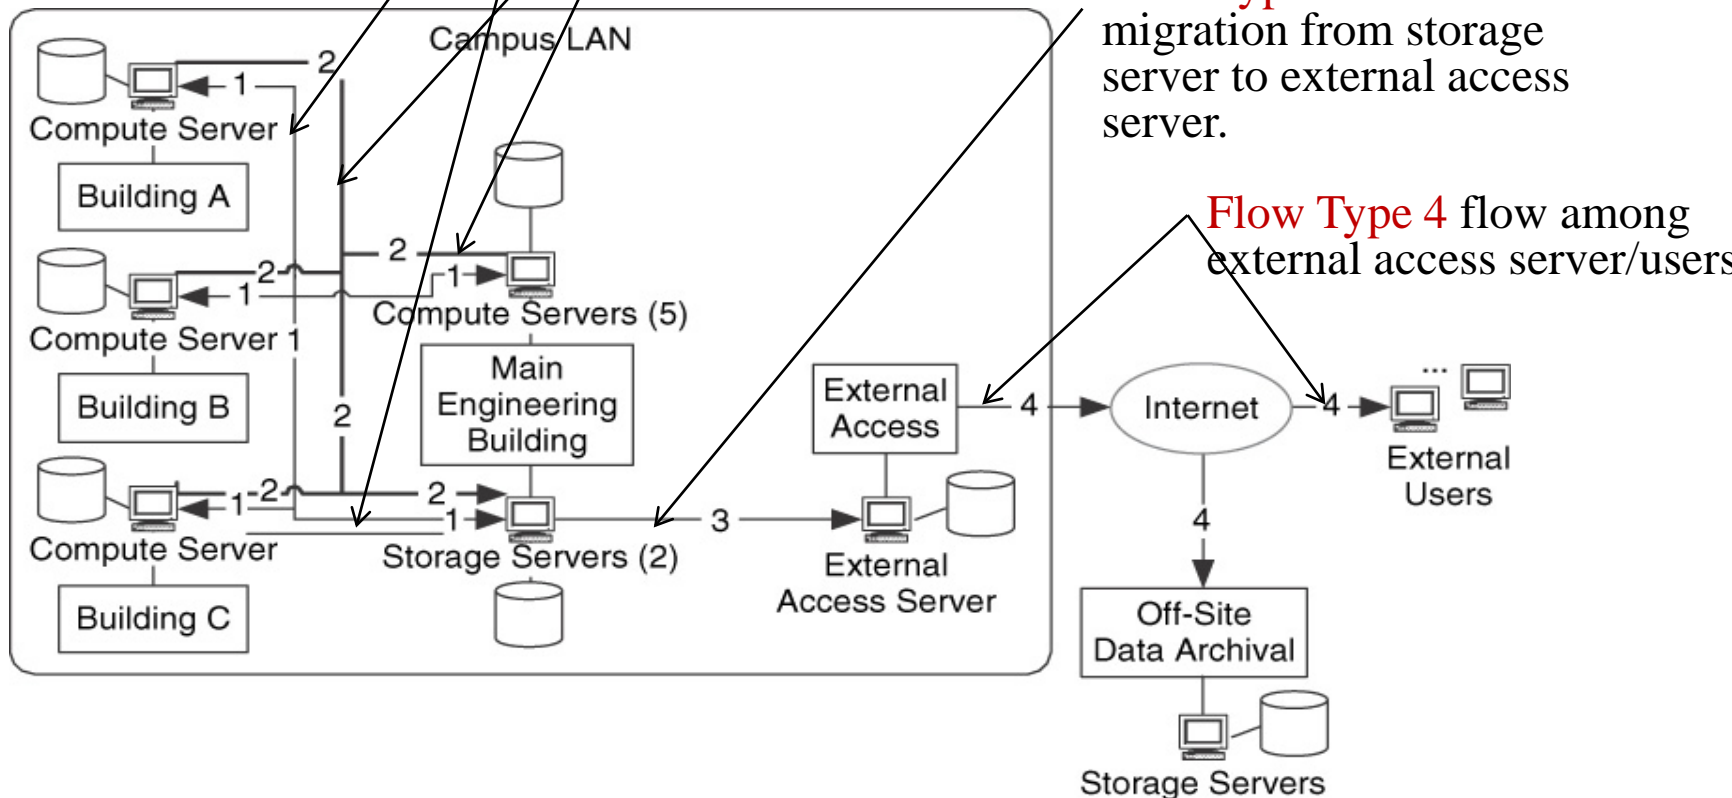 Campus LAN
migration from storage
server to external access
server.
Flow Type 4 flow among
external access server/users
2
1
Compute Server
Building A
2
1
Compute Server 1
Building B
2
1
Compute Servers (5)
Main
Engineering
Building
2
2
1
Compute Server
Building C
2
1
Storage Servers (2)
3
External
Access
External
Access Server
4
Internet
4
...
External
Users
4
Off-Site
Data Archival
Storage Servers